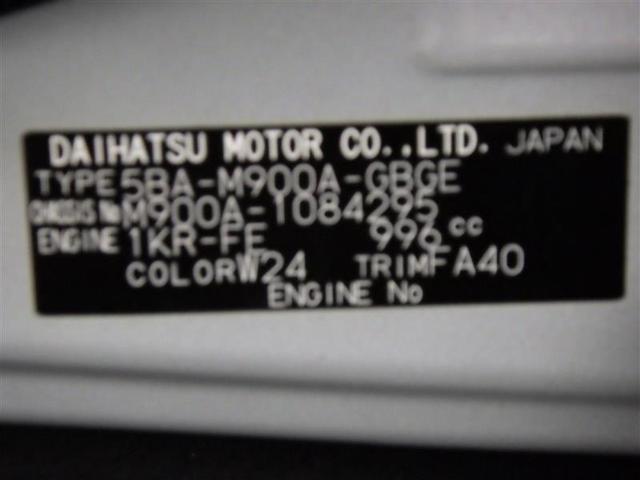 DAIHATSU MOTOR CO.,LTD. JAPAN
TYPE 5BA-M900A-GBGE
CHASSIS No M900A-1084295
ENGINE 1KR-FE 996 cc
COLOR W24 TRIM FA40
ENGINE No